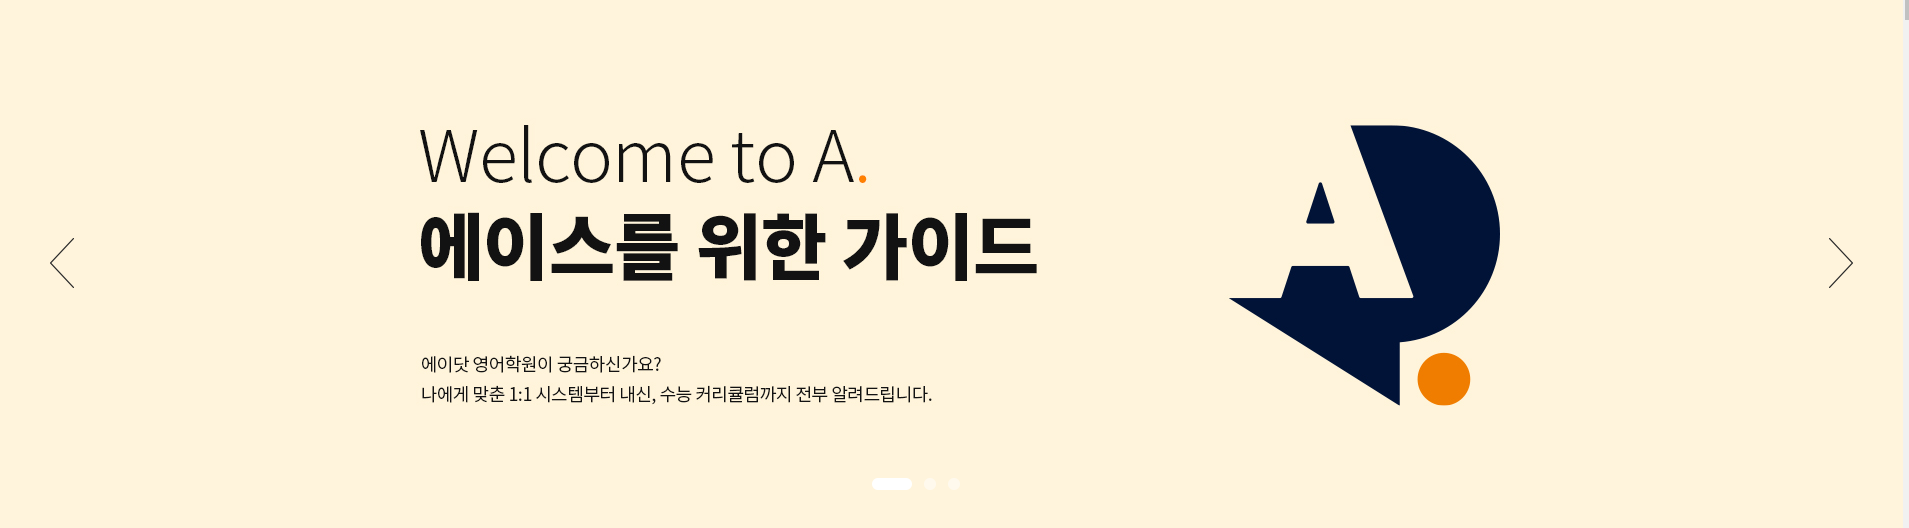 Welcome to A.
에이스를 위한 가이드
에이닷 영어학원이 궁금하신가요?
나에게 맞춘 1:1 시스템부터 내신, 수능 커리큘럼까지 전부 알려드립니다.
A